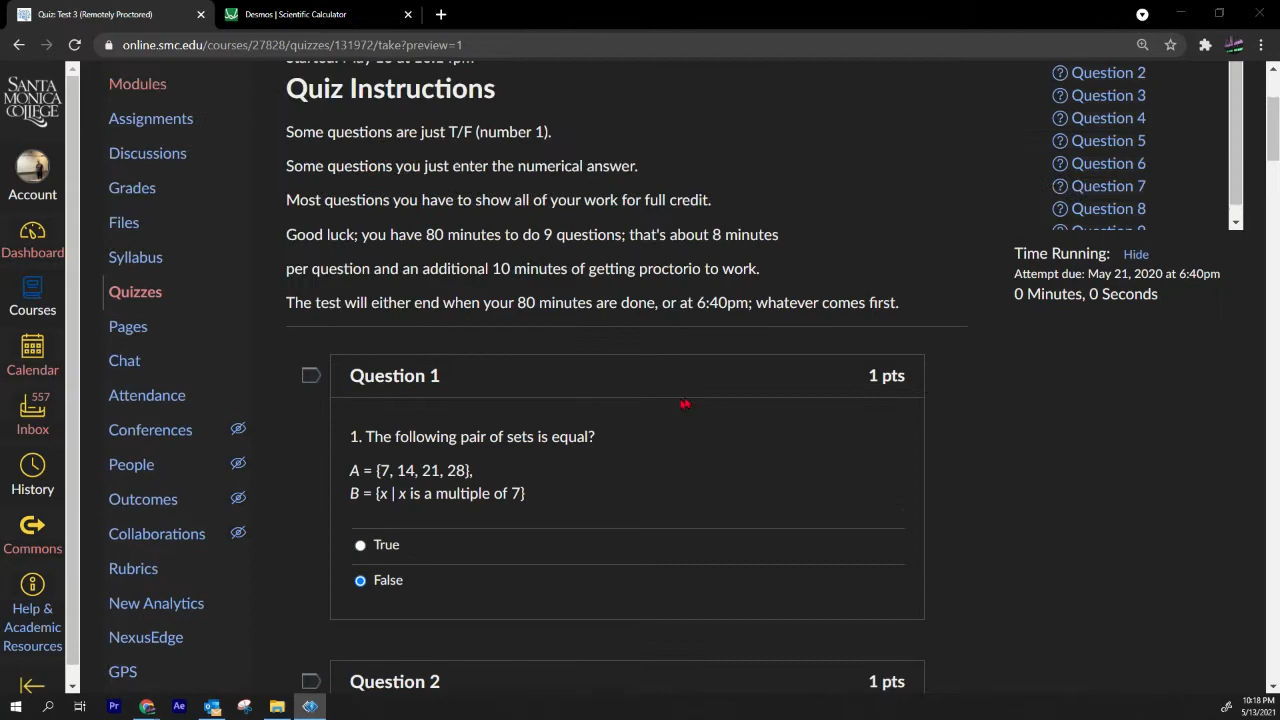 Quiz: Test 3 (Remotely Proctored)
Desmos | Scientific Calculator
online.smc.edu/courses/27828/quizzes/131972/take?preview=1
SANTA
MONICA
COLLEGE
Account
Dashboard
Courses
Calendar
557
Inbox
History
Commons
Help &
Academic
Resources
Modules
Assignments
Discussions
Grades
Files
Syllabus
Quizzes
Pages
Chat
Attendance
Conferences
People
Outcomes
Collaborations
Rubrics
New Analytics
NexusEdge
GPS
Quiz Instructions
Some questions are just T/F (number 1).
Some questions you just enter the numerical answer.
Most questions you have to show all of your work for full credit.
Good luck; you have 80 minutes to do 9 questions; that's about 8 minutes
per question and an additional 10 minutes of getting proctorio to work.
The test will either end when your 80 minutes are done, or at 6:40pm; whatever comes first.
Question 1 1 pts
1. The following pair of sets is equal?
A = {7, 14, 21, 28},
B = {x | x is a multiple of 7}
True
False
Question 2 1 pts
Question 2
Question 3
Question 4
Question 5
Question 6
Question 7
Question 8
Time Running: Hide
Attempt due: May 21, 2020 at 6:40pm
0 Minutes, 0 Seconds
Pr
Ae
10:18 PM
5/13/2021